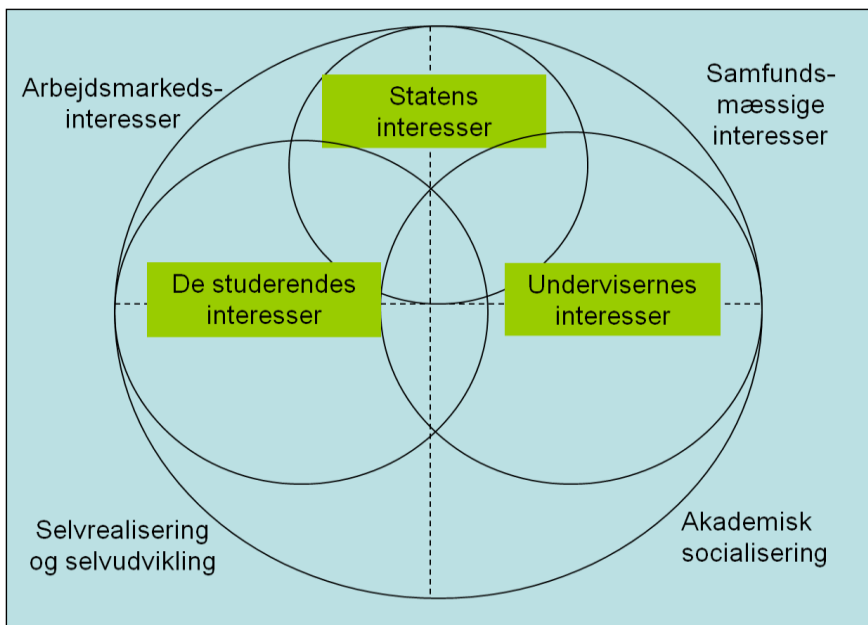 Arbejdsmarkeds-
interesser
Statens
interesser
Samfunds-
mæssige
interesser
De studerendes
interesser
Undervisernes
interesser
Selvrealisering
og selvudvikling
Akademisk
socialisering